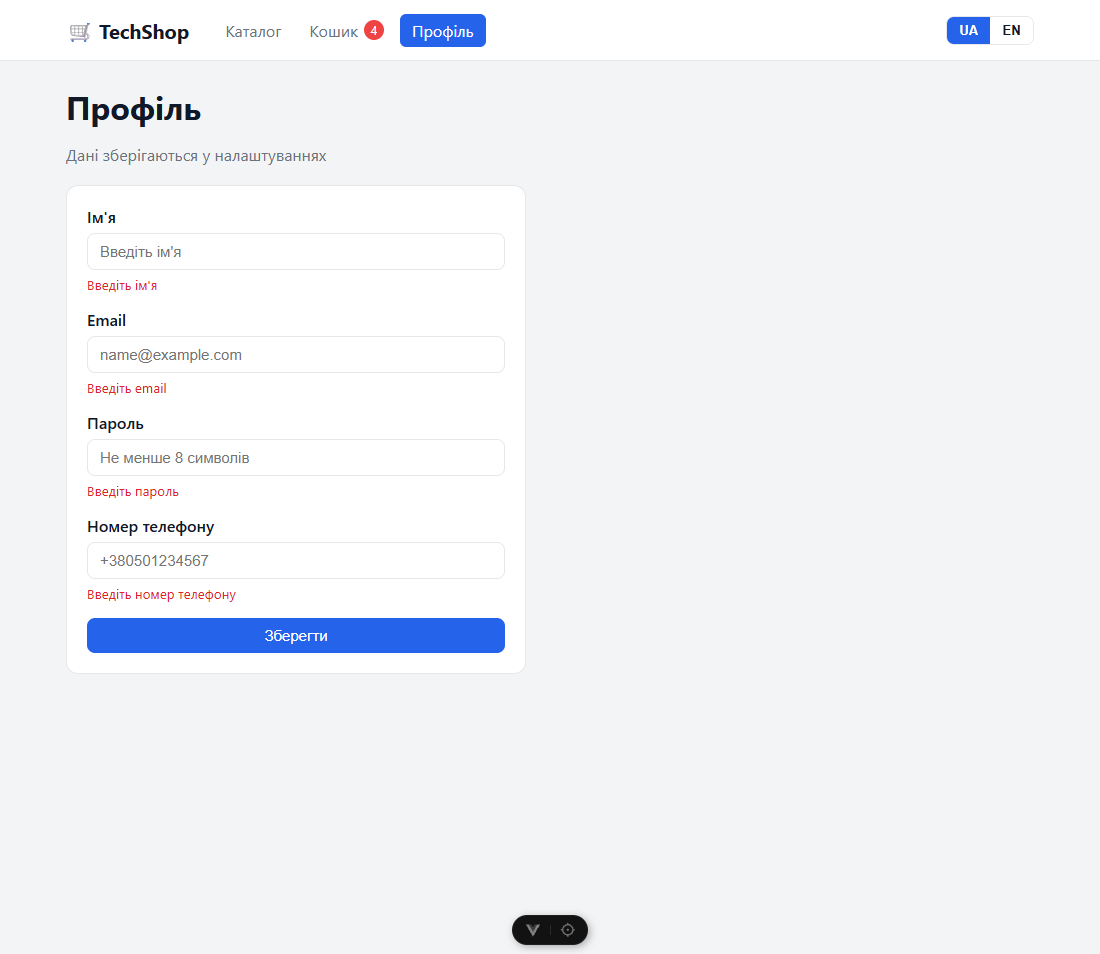 TechShop Каталог Кошик 4 Профіль UA EN
Профіль
Дані зберігаються у налаштуваннях
Ім'я
Введіть ім'я
Введіть ім'я
Email
name@example.com
Введіть email
Пароль
Не менше 8 символів
Введіть пароль
Номер телефону
+380501234567
Введіть номер телефону
Зберегти